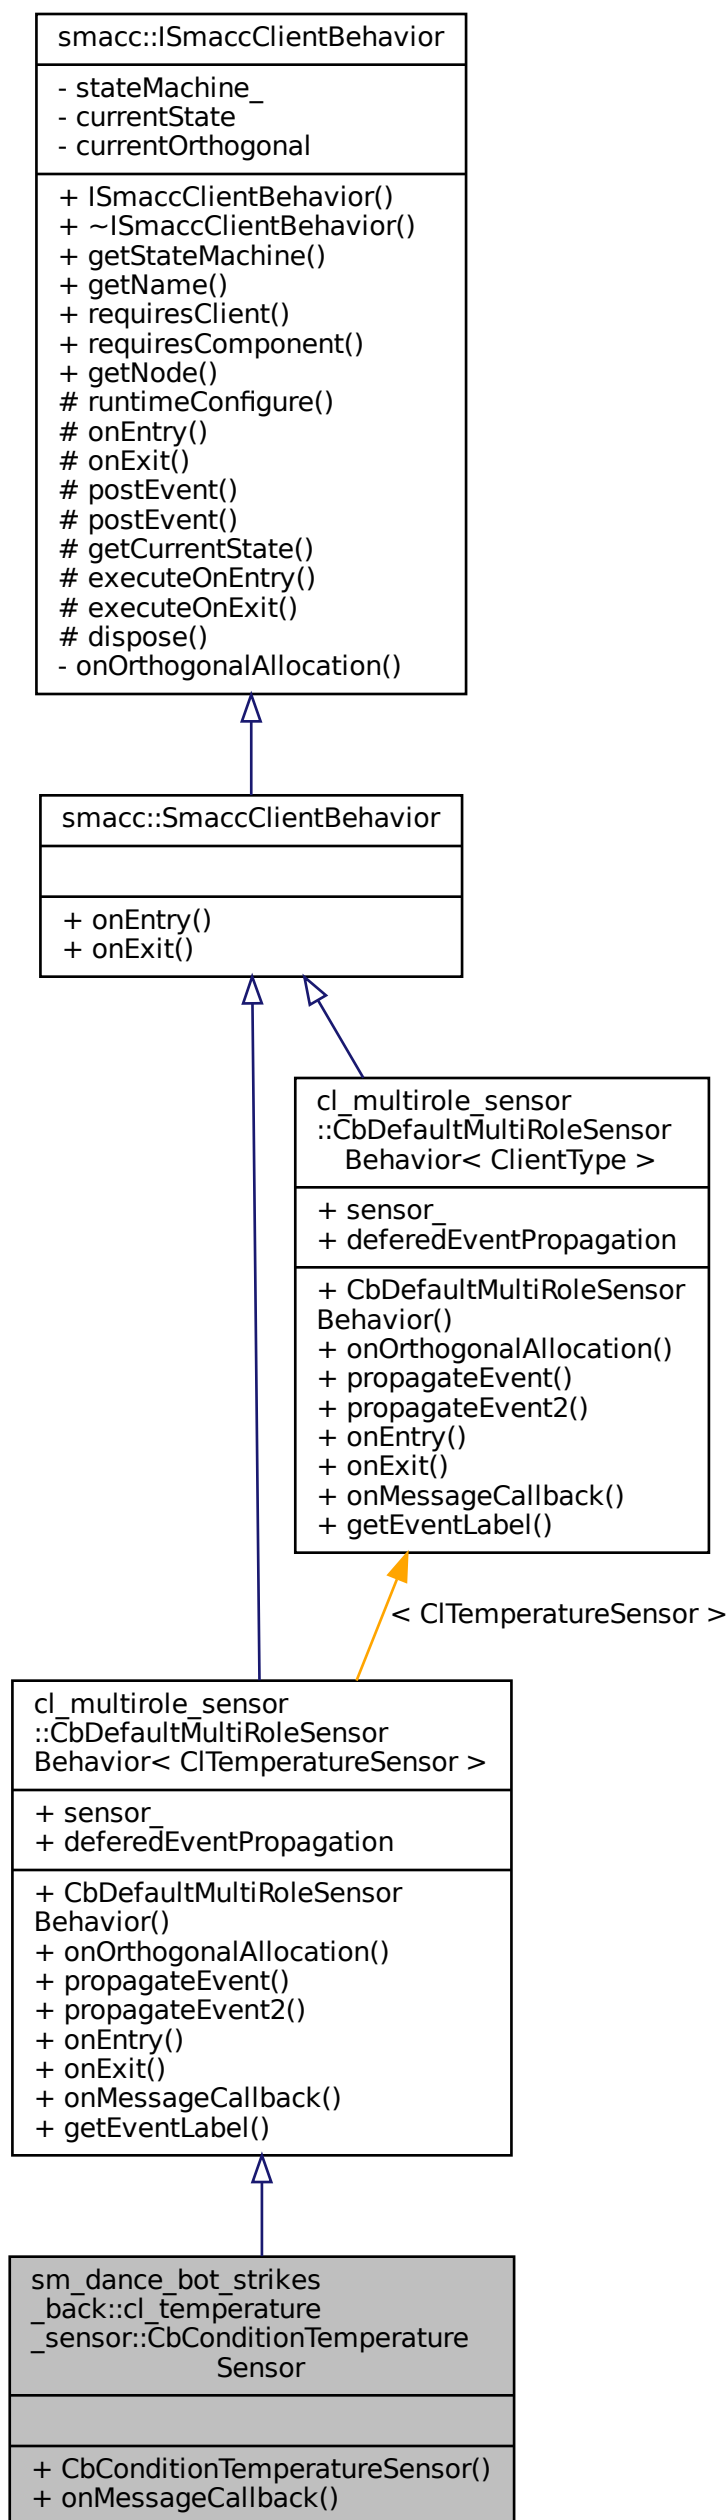 smacc::ISmaccClientBehavior
- stateMachine_
- currentState
- currentOrthogonal
+ ISmaccClientBehavior()
+ ~ISmaccClientBehavior()
+ getStateMachine()
+ getName()
+ requiresClient()
+ requiresComponent()
+ getNode()
# runtimeConfigure()
# onEntry()
# onExit()
# postEvent()
# postEvent()
# getCurrentState()
# executeOnEntry()
# executeOnExit()
# dispose()
- onOrthogonalAllocation()
smacc::SmaccClientBehavior
+ onEntry()
+ onExit()
cl_multirole_sensor
::CbDefaultMultiRoleSensor
Behavior< ClientType >
+ sensor_
+ deferedEventPropagation
+ CbDefaultMultiRoleSensor
Behavior()
+ onOrthogonalAllocation()
+ propagateEvent()
+ propagateEvent2()
+ onEntry()
+ onExit()
+ onMessageCallback()
+ getEventLabel()
< ClTemperatureSensor >
cl_multirole_sensor
::CbDefaultMultiRoleSensor
Behavior< ClTemperatureSensor >
+ sensor_
+ deferedEventPropagation
+ CbDefaultMultiRoleSensor
Behavior()
+ onOrthogonalAllocation()
+ propagateEvent()
+ propagateEvent2()
+ onEntry()
+ onExit()
+ onMessageCallback()
+ getEventLabel()
sm_dance_bot_strikes
_back::cl_temperature
_sensor::CbConditionTemperature
Sensor
+ CbConditionTemperatureSensor()
+ onMessageCallback()